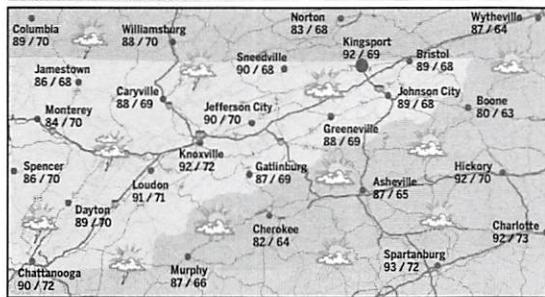 Columbia
89 / 70
Williamsburg
88 / 70
Norton
83 / 68
Wytheville
87 / 64
Kingsport
92 / 69
Bristol
89 / 68
Sneedville
90 / 68
Jamestown
86 / 68
Caryville
88 / 69
Johnson City
89 / 68
Boone
80 / 63
Monterey
84 / 70
Jefferson City
90 / 70
Greeneville
88 / 69
Knoxville
92 / 72
Spencer
86 / 70
Loudon
91 / 71
Gatlinburg
87 / 69
Hickory
92 / 70
Asheville
87 / 65
Dayton
89 / 70
Cherokee
82 / 64
Charlotte
92 / 73
Chattanooga
90 / 72
Murphy
87 / 66
Spartanburg
93 / 72